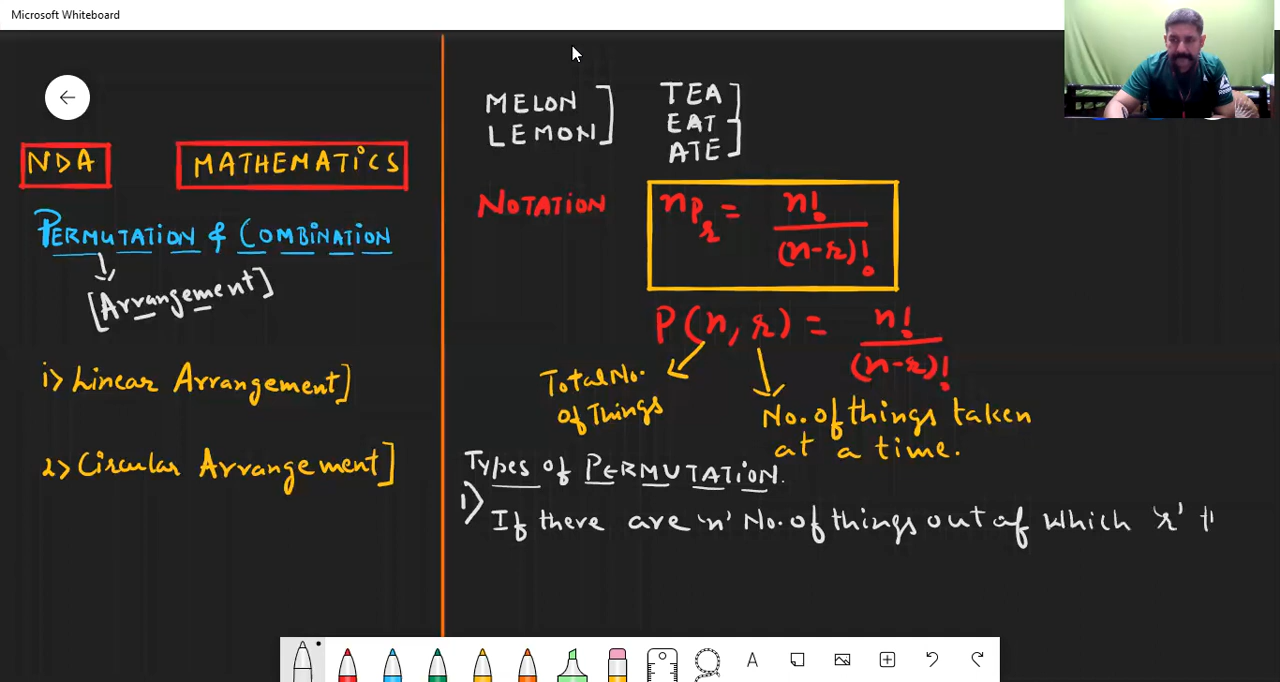 Microsoft Whiteboard
NDA MATHEMATICS
PERMUTATION & COMBINATION
[Arrangement]
1> Linear Arrangement]
2> Circular Arrangement]
MELON
LEMON
TEA
EAT
ATE
NOTATION
nPr = n!/(n-r)!
P(n, r) = n!/(n-r)!
Total No.
of Things
No. of things taken
at a time.
Types of PERMUTATION.
1>
If there are 'n' No. of things out of which 'r' t